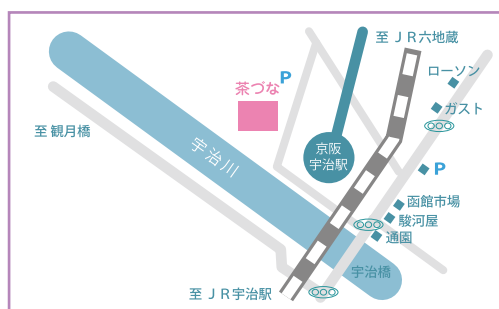 至ＪＲ六地蔵
ローソン
P
茶づな
ガスト
至 観月橋
宇治川
京阪
宇治駅
P
函館市場
駿河屋
通園
宇治橋
至 ＪＲ宇治駅